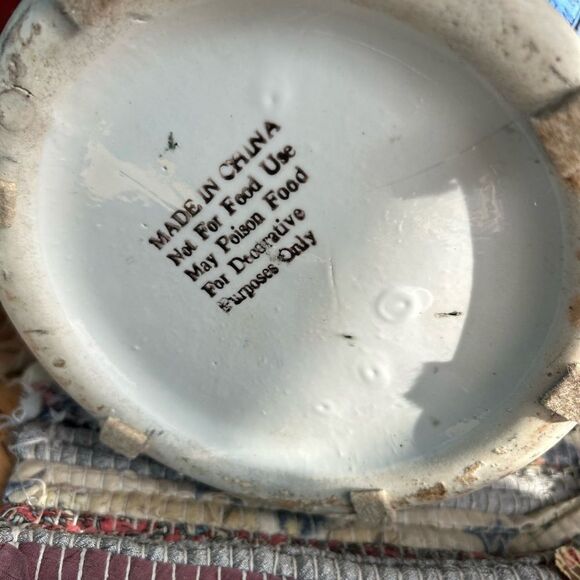 MADE IN CHINA
Not For Food Use
May Poison Food
For Decorative
Purposes Only